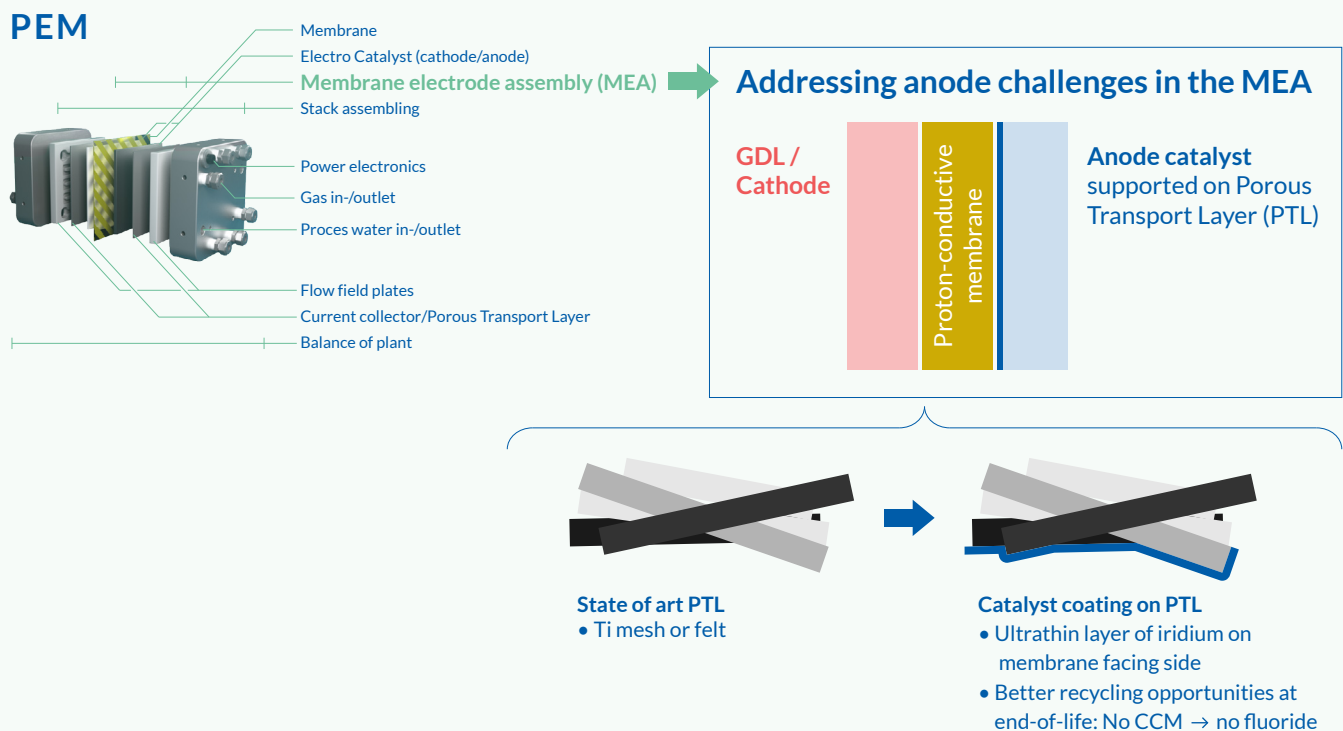 PEM
Membrane
Electro Catalyst (cathode/anode)
Membrane electrode assembly (MEA)
Stack assembling
Power electronics
Gas in-/outlet
Proces water in-/outlet
Flow field plates
Current collector/Porous Transport Layer
Balance of plant
Addressing anode challenges in the MEA
GDL /
Cathode
Proton-conductive
membrane
Anode catalyst
supported on Porous
Transport Layer (PTL)
State of art PTL
• Ti mesh or felt
Catalyst coating on PTL
• Ultrathin layer of iridium on
membrane facing side
• Better recycling opportunities at
end-of-life: No CCM → no fluoride